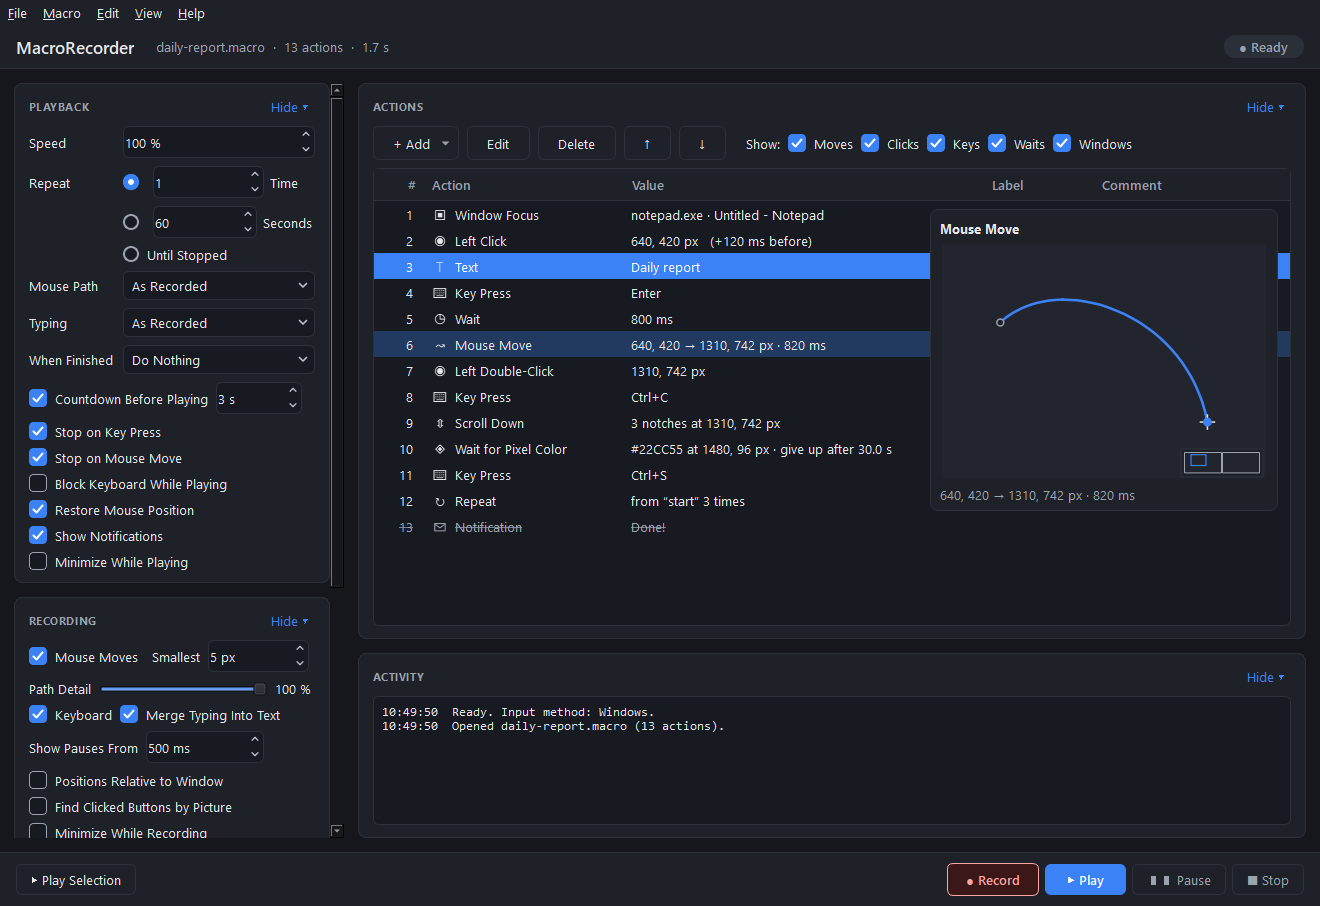 File Macro Edit View Help
MacroRecorder daily-report.macro · 13 actions · 1.7 s
● Ready
PLAYBACK Hide
Speed 100 %
Repeat 1 Time
60 Seconds
Until Stopped
Mouse Path As Recorded
Typing As Recorded
When Finished Do Nothing
Countdown Before Playing 3 s
Stop on Key Press
Stop on Mouse Move
Block Keyboard While Playing
Restore Mouse Position
Show Notifications
Minimize While Playing
RECORDING Hide
Mouse Moves Smallest 5 px
Path Detail 100 %
Keyboard Merge Typing Into Text
Show Pauses From 500 ms
Positions Relative to Window
Find Clicked Buttons by Picture
Minimize While Recording
ACTIONS Hide
+ Add Edit Delete ↑ ↓ Show: Moves Clicks Keys Waits Windows
# Action Value Label Comment
1 Window Focus notepad.exe · Untitled - Notepad
2 Left Click 640, 420 px (+120 ms before)
3 Text Daily report
4 Key Press Enter
5 Wait 800 ms
6 Mouse Move 640, 420 → 1310, 742 px · 820 ms
7 Left Double-Click 1310, 742 px
8 Key Press Ctrl+C
9 Scroll Down 3 notches at 1310, 742 px
10 Wait for Pixel Color #22CC55 at 1480, 96 px · give up after 30.0 s
11 Key Press Ctrl+S
12 Repeat from “start” 3 times
13 Notification Done!
Mouse Move
640, 420 → 1310, 742 px · 820 ms
ACTIVITY Hide
10:49:50 Ready. Input method: Windows.
10:49:50 Opened daily-report.macro (13 actions).
Play Selection
● Record Play Pause Stop